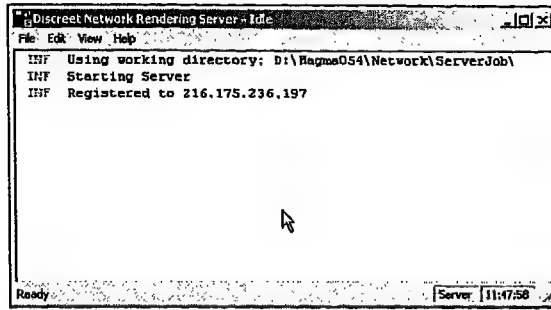 Discreet Network Rendering Server - Idle
File Edit View Help
INF Using working directory: D:\Magma054\Network\ServerJob\
INF Starting Server
INF Registered to 216.175.236.197
Ready Server 11:47:58